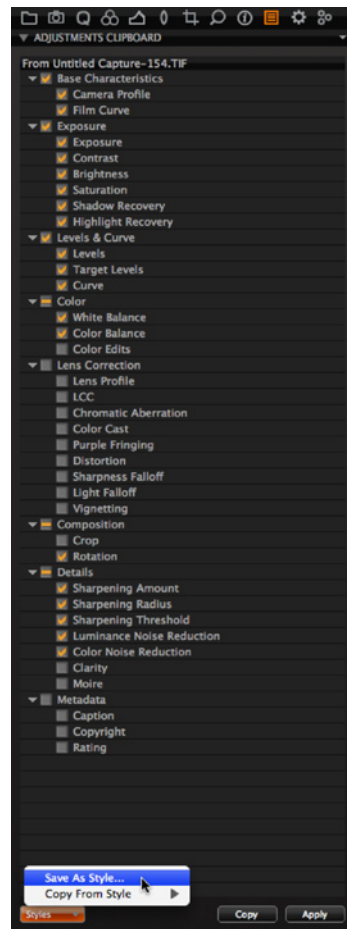 ADJUSTMENTS CLIPBOARD
From Untitled Capture-154.TIF
Base Characteristics
Camera Profile
Film Curve
Exposure
Exposure
Contrast
Brightness
Saturation
Shadow Recovery
Highlight Recovery
Levels & Curve
Levels
Target Levels
Curve
Color
White Balance
Color Balance
Color Edits
Lens Correction
Lens Profile
LCC
Chromatic Aberration
Color Cast
Purple Fringing
Distortion
Sharpness Falloff
Light Falloff
Vignetting
Composition
Crop
Rotation
Details
Sharpening Amount
Sharpening Radius
Sharpening Threshold
Luminance Noise Reduction
Color Noise Reduction
Clarity
Moire
Metadata
Caption
Copyright
Rating
Save As Style...
Copy From Style
Styles Copy Apply